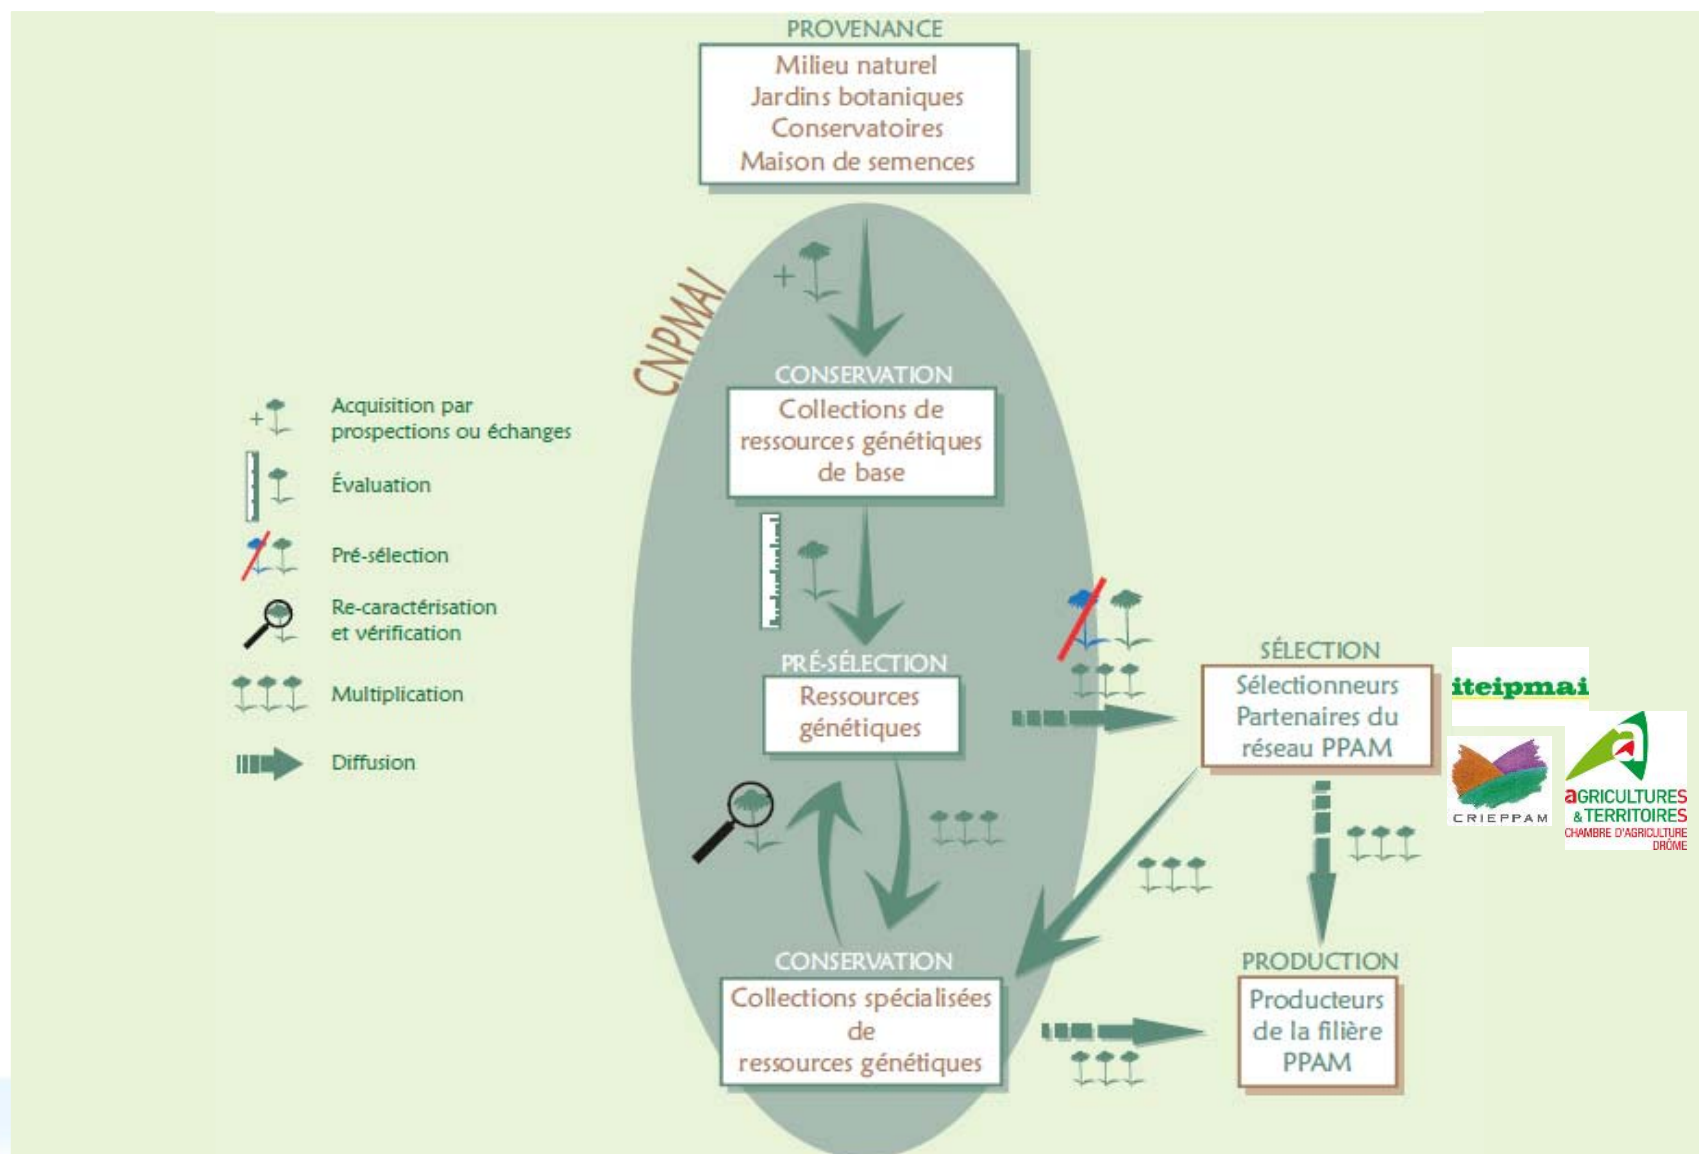 PROVENANCE
Milieu naturel
Jardins botaniques
Conservatoires
Maison de semences
CNPMAI
CONSERVATION
Collections de
ressources génétiques
de base
Acquisition par
prospections ou échanges
Évaluation
Pré-sélection
Re-caractérisation
et vérification
Multiplication
Diffusion
PRÉ-SÉLECTION
Ressources
génétiques
SÉLECTION
Sélectionneurs
Partenaires du
réseau PPAM
iteipmai
CRIEPPAM
aGRICULTURES
& TERRITOIRES
CHAMBRE D'AGRICULTURE
DRÔME
CONSERVATION
Collections spécialisées
de
ressources génétiques
PRODUCTION
Producteurs
de la filière
PPAM